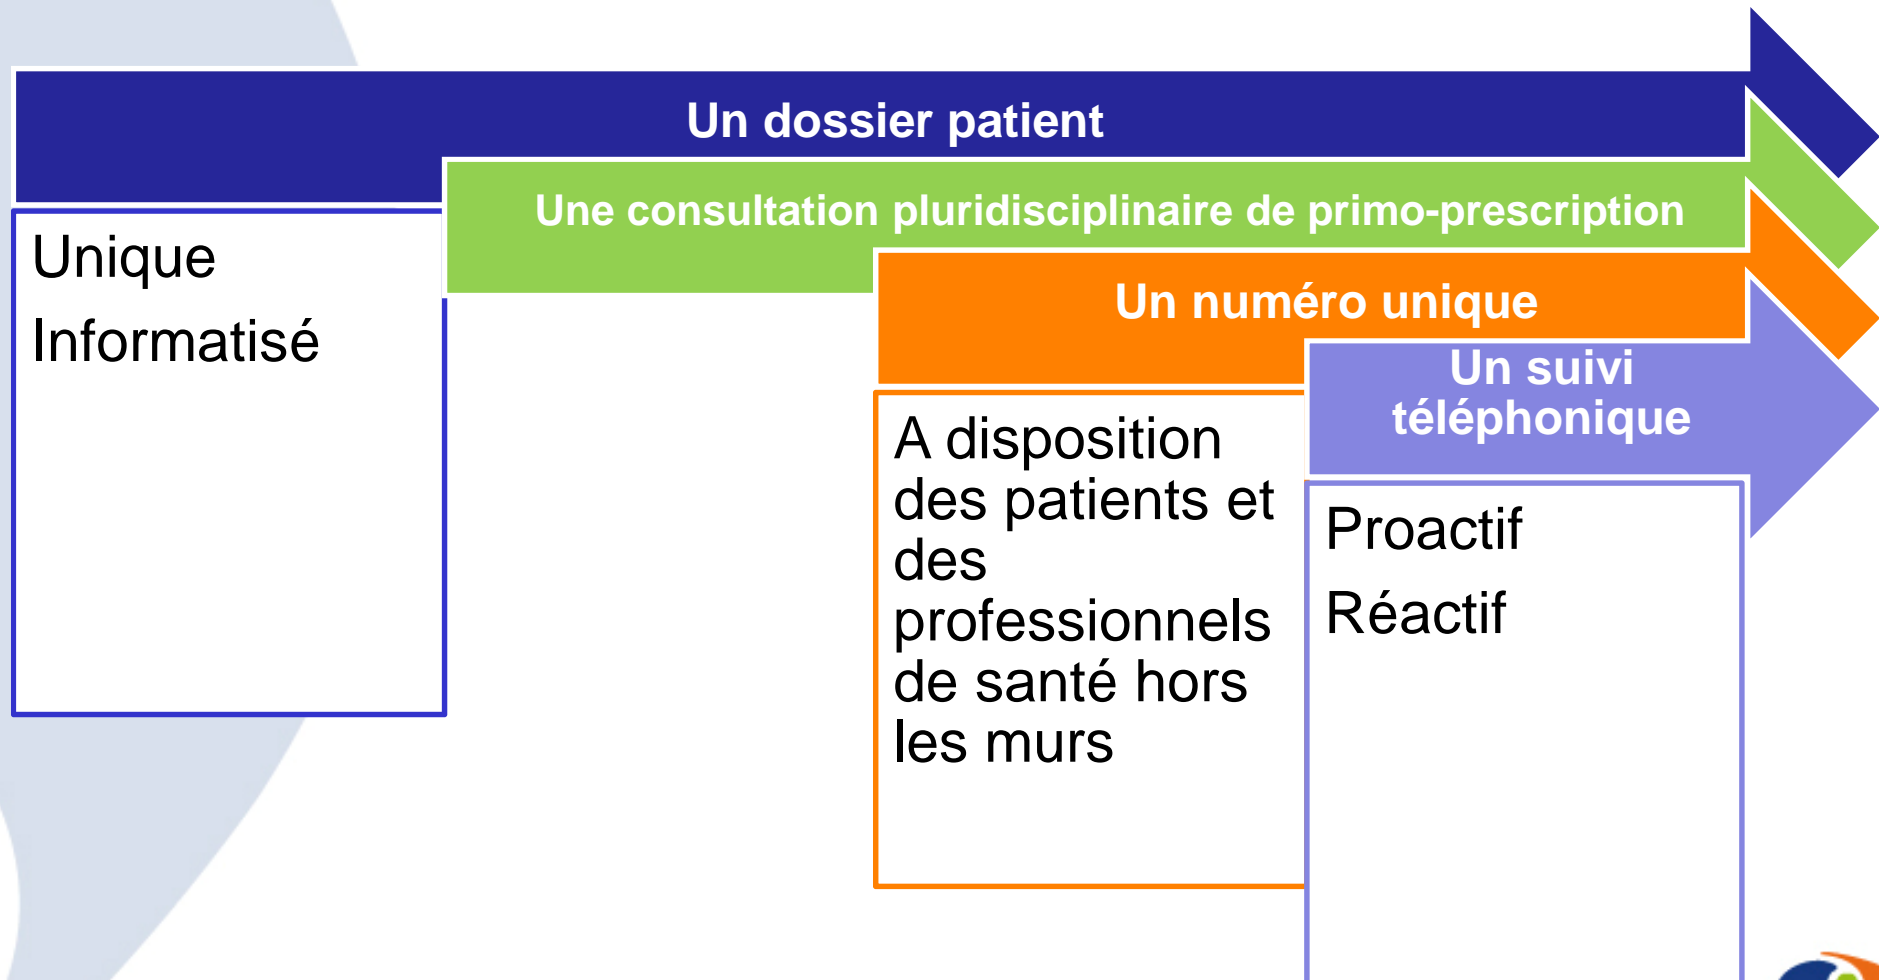 Un dossier patient
Une consultation pluridisciplinaire de primo-prescription
Unique
Informatisé
Un numéro unique
A disposition
des patients et
des
professionnels
de santé hors
les murs
Un suivi
téléphonique
Proactif
Réactif